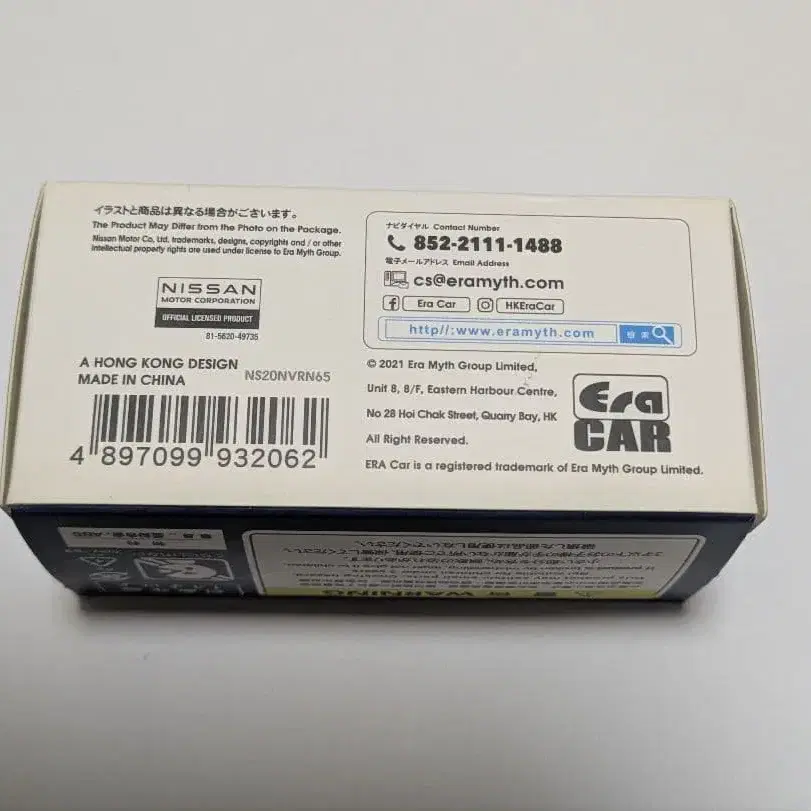 イラストと商品は異なる場合がございます。
The Product May Differ from the Photo on the Package.
Nissan Motor Co, Ltd. trademarks, designs, copyrights and / or other
intellectual property rights are used under license to Era Myth Group.
NISSAN
MOTOR CORPORATION
OFFICIAL LICENSED PRODUCT
81-5620-49735
A HONG KONG DESIGN
MADE IN CHINA
NS20NVRN65
4 897099 932062
ナビダイヤル Contact Number
852-2111-1488
電子メールアドレス Email Address
cs@eramyth.com
Era Car
HKEraCar
http//:www.eramyth.com
検索
© 2021 Era Myth Group Limited,
Unit 8, 8/F, Eastern Harbour Centre,
No 28 Hoi Chak Street, Quarry Bay, HK
All Right Reserved.
ERA Car is a registered trademark of Era Myth Group Limited.
Era
CAR
WARNING